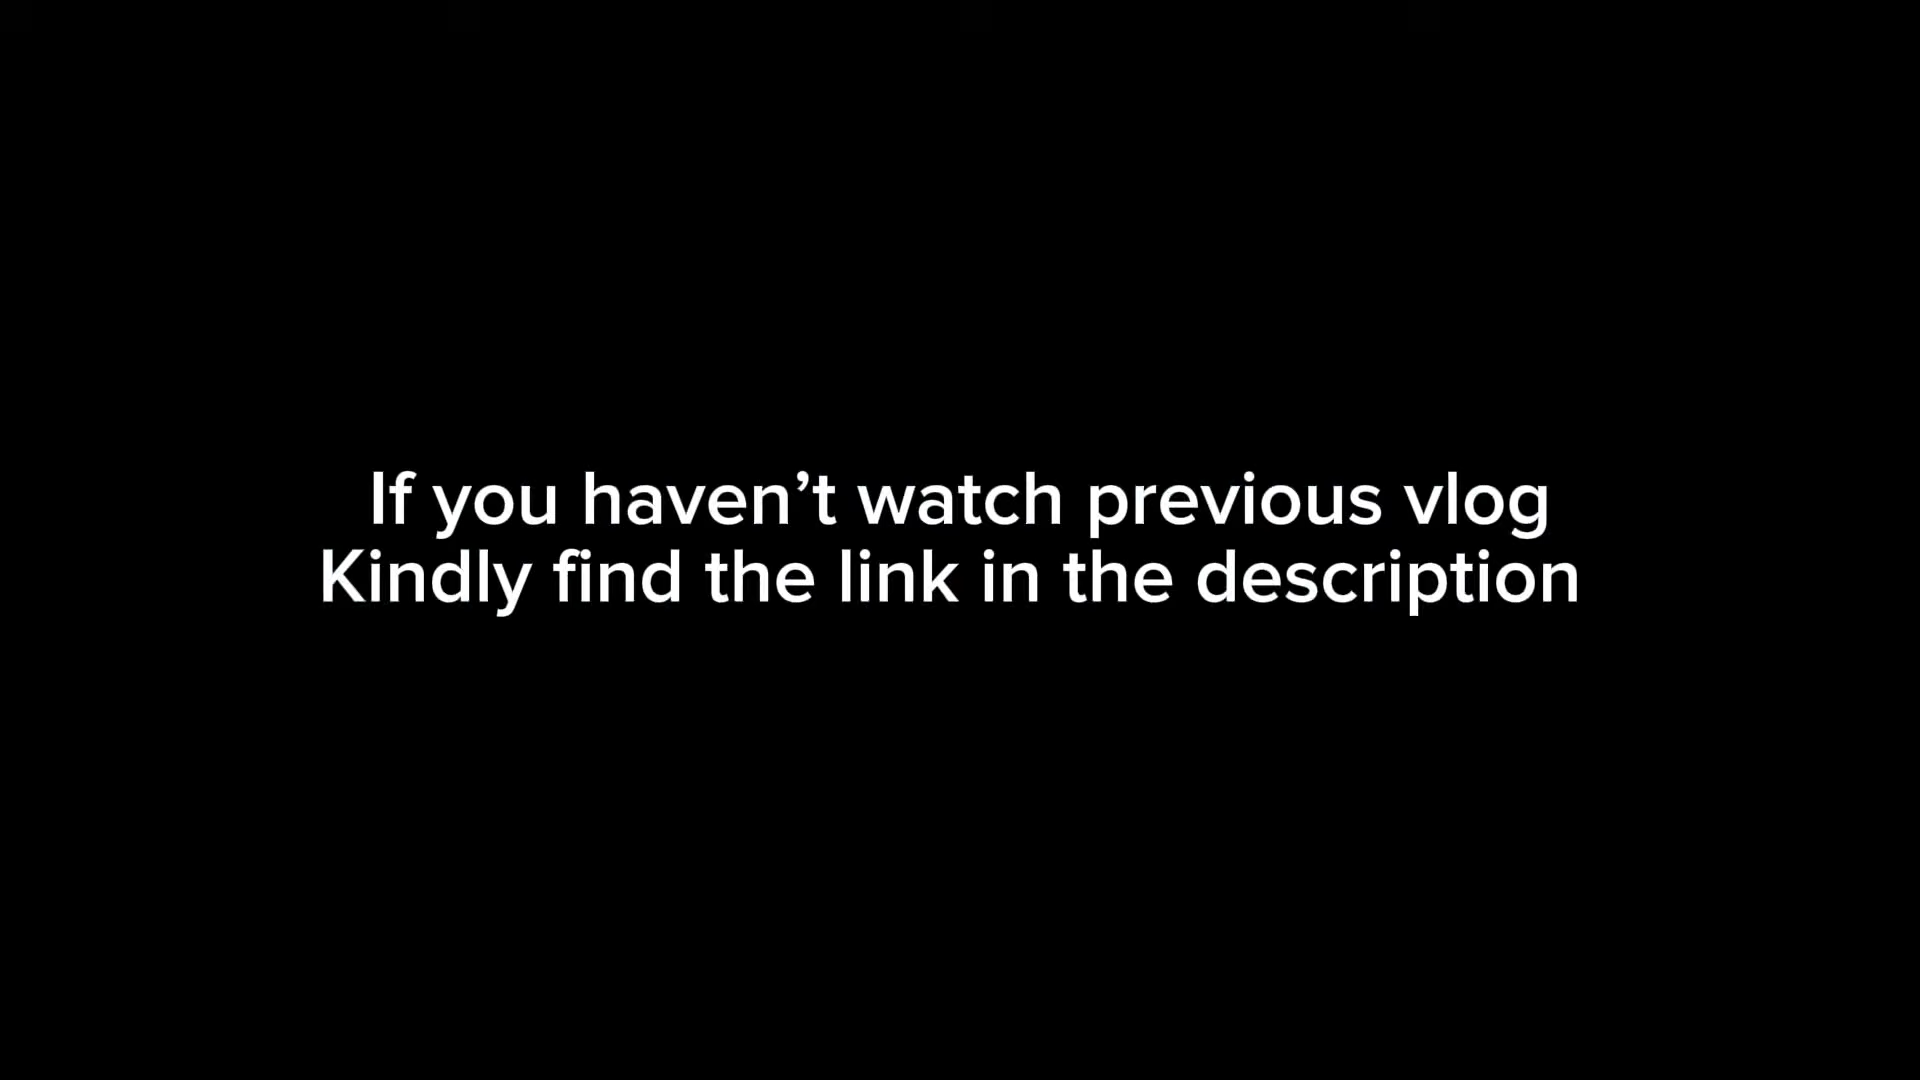 If you haven’t watch previous vlog
Kindly find the link in the description